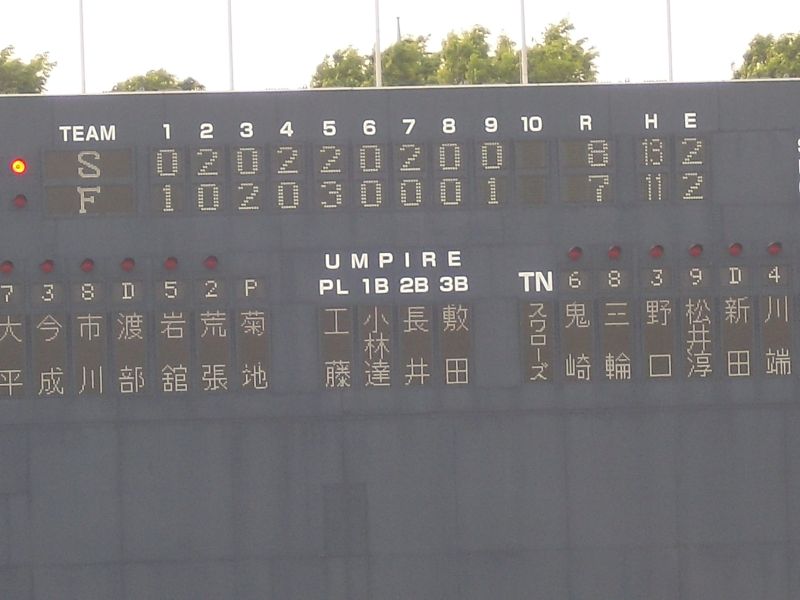 TEAM 1 2 3 4 5 6 7 8 9 10 R H E
S 0 2 0 2 2 0 2 0 0 8 13 2
F 1 0 2 0 3 0 0 0 1 7 11 2
UMPIRE
7 3 8 D 5 2 P PL 1B 2B 3B TN 6 8 3 9 D 4
大平 今成 市川 渡部 岩舘 荒張 菊地 工藤 小林達 長井 敷田 スワローズ 鬼崎 三輪 野口 松井淳 新田 川端